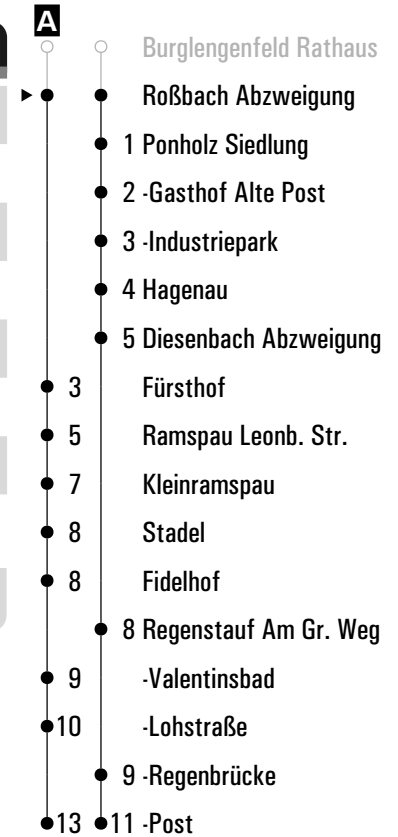 A
Burglengenfeld Rathaus
Roßbach Abzweigung
1 Ponholz Siedlung
2 -Gasthof Alte Post
3 -Industriepark
4 Hagenau
5 Diesenbach Abzweigung
3 Fürsthof
5 Ramspau Leonb. Str.
7 Kleinramspau
8 Stadel
8 Fidelhof
8 Regenstauf Am Gr. Weg
9 -Valentinsbad
10 -Lohstraße
9 -Regenbrücke
13 11 -Post